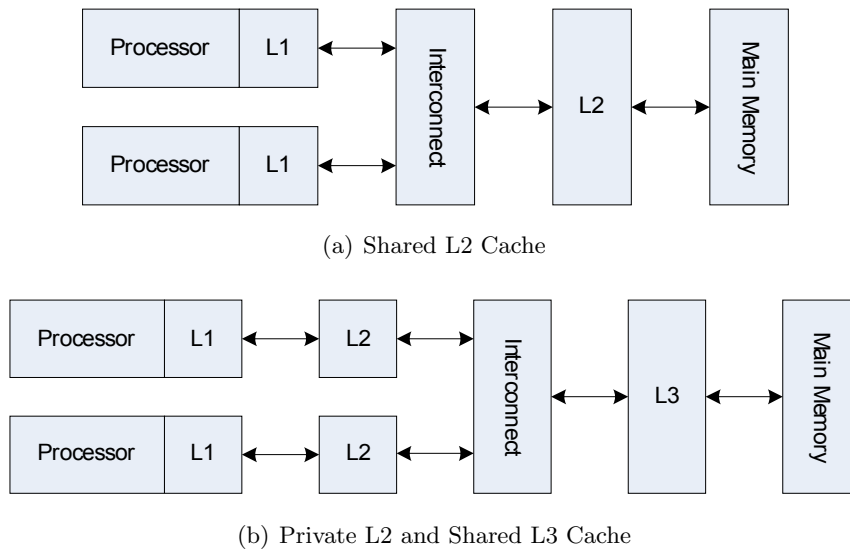 Processor L1
Interconnect
L2
Main Memory
Processor L1
(a) Shared L2 Cache
Processor L1 L2
Interconnect
L3
Main Memory
Processor L1 L2
(b) Private L2 and Shared L3 Cache